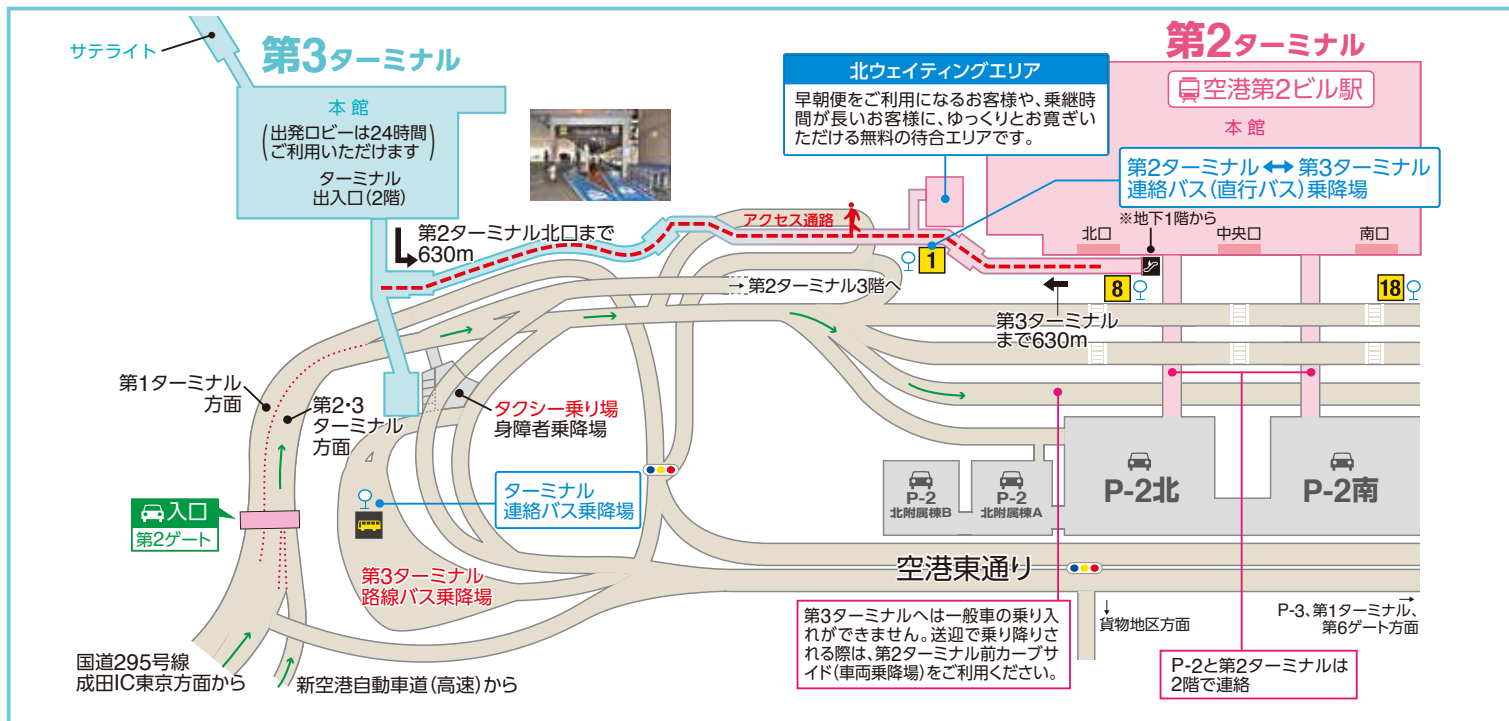 サテライト
第3ターミナル
本館
(出発ロビーは24時間
ご利用いただけます)
ターミナル
出入口(2階)
第2ターミナル北口まで
630m
北ウェイティングエリア
早朝便をご利用になるお客様や、乗継時
間が長いお客様に、ゆっくりとお寛ぎい
ただける無料の待合エリアです。
第2ターミナル
空港第2ビル駅
本館
第2ターミナル↔第3ターミナル
連絡バス(直行バス)乗降場
※地下1階から
北口
中央口
南口
アクセス通路
1
8
18
→第2ターミナル3階へ
第3ターミナル
まで630m
第1ターミナル
方面
第2・3
ターミナル
方面
タクシー乗り場
身障者乗降場
ターミナル
連絡バス乗降場
入口
第2ゲート
第3ターミナル
路線バス乗降場
P-2
北附属棟B
P-2
北附属棟A
P-2北
P-2南
空港東通り
第3ターミナルへは一般車の乗り入
れができません。送迎で乗り降りさ
れる際は、第2ターミナル前カーブサ
イド(車両乗降場)をご利用ください。
↓
貨物地区方面
→
P-3、第1ターミナル、
第6ゲート方面
P-2と第2ターミナルは
2階で連絡
国道295号線
成田IC東京方面から
新空港自動車道(高速)から